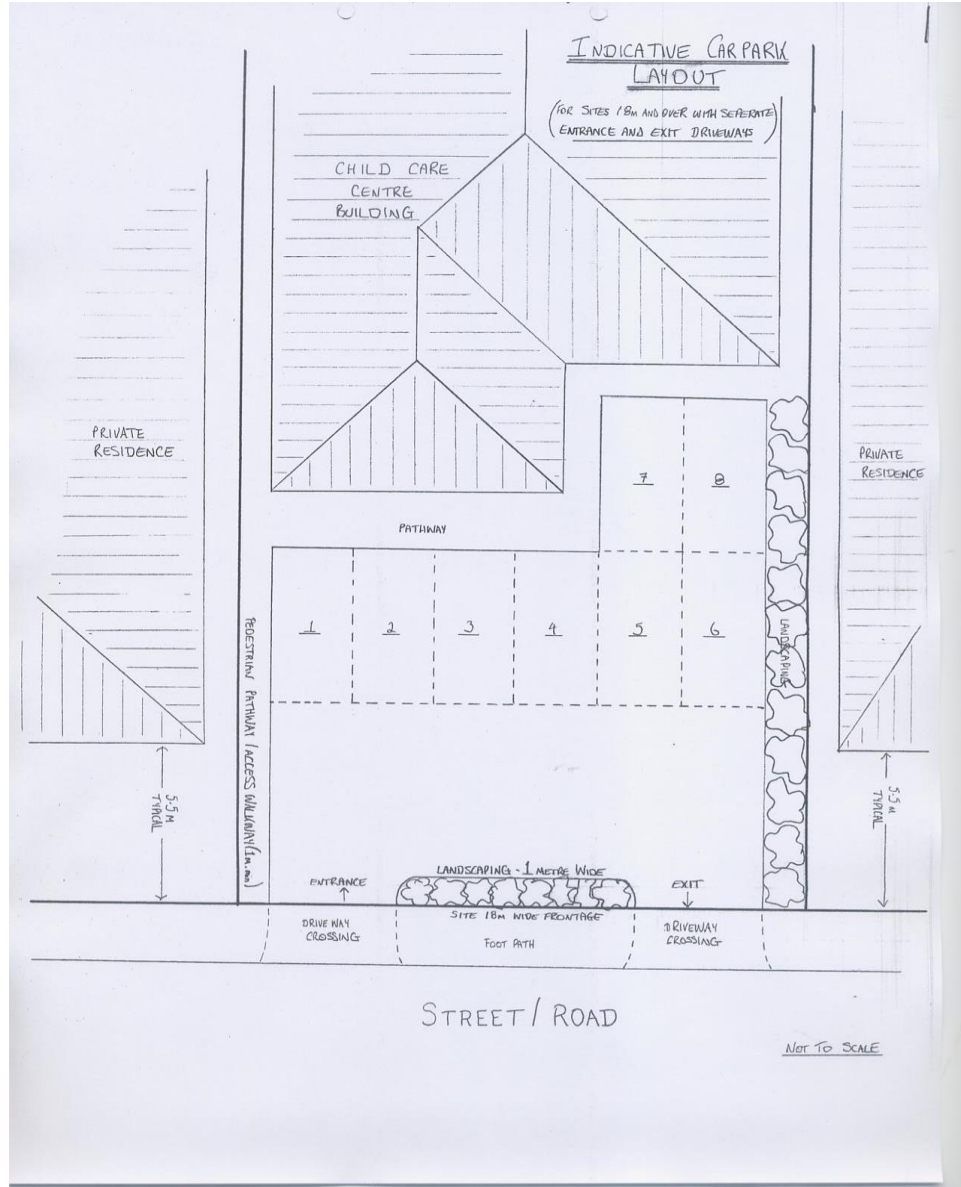 INDICATIVE CAR PARK
LAYOUT
(FOR SITES 18M AND OVER WITH SEPERATE
ENTRANCE AND EXIT DRIVEWAYS)
CHILD CARE
CENTRE
BUILDING
PRIVATE
RESIDENCE
PRIVATE
RESIDENCE
7
8
PATHWAY
1
2
3
4
5
6
PEDESTRIAN PATHWAY / ACCESS WALKWAY (1m.min)
LANDSCAPING
5.5M
TYPICAL
5.5M
TYPICAL
LANDSCAPING - 1 METRE WIDE
ENTRANCE
EXIT
SITE 18M WIDE FRONTAGE
DRIVEWAY
CROSSING
FOOT PATH
DRIVEWAY
CROSSING
STREET / ROAD
NOT TO SCALE